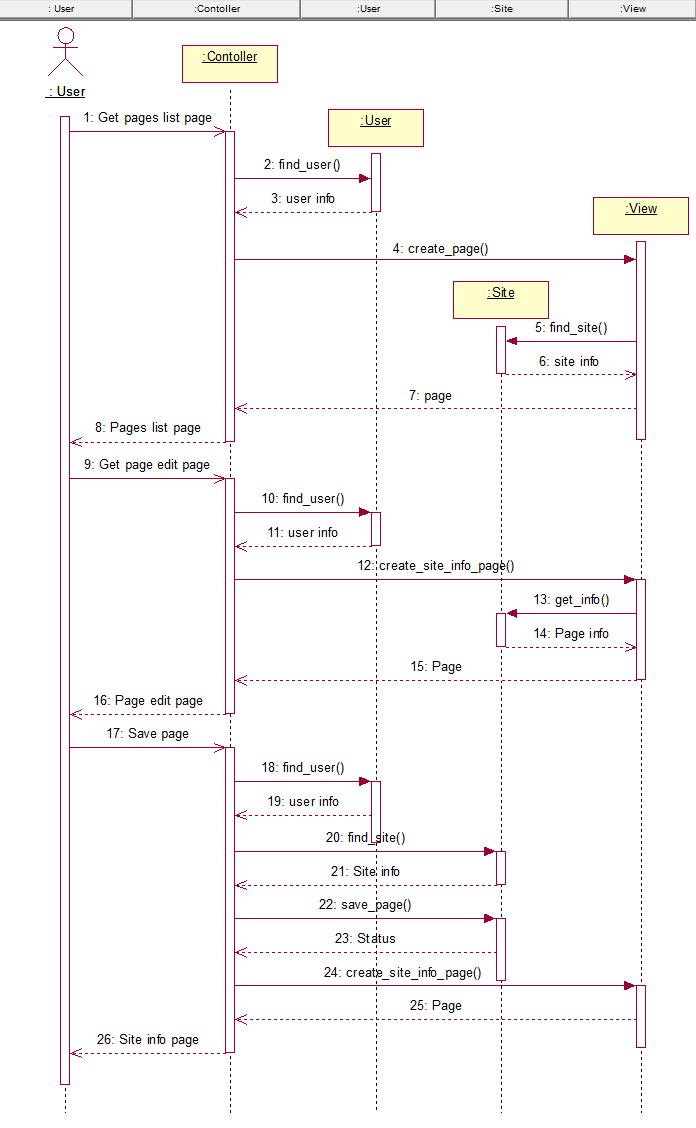 : User
:Contoller
:User
:Site
:View
: User
:Contoller
1: Get pages list page
:User
2: find_user()
3: user info
:View
4: create_page()
:Site
5: find_site()
6: site info
7: page
8: Pages list page
9: Get page edit page
10: find_user()
11: user info
12: create_site_info_page()
13: get_info()
14: Page info
15: Page
16: Page edit page
17: Save page
18: find_user()
19: user info
20: find_site()
21: Site info
22: save_page()
23: Status
24: create_site_info_page()
25: Page
26: Site info page